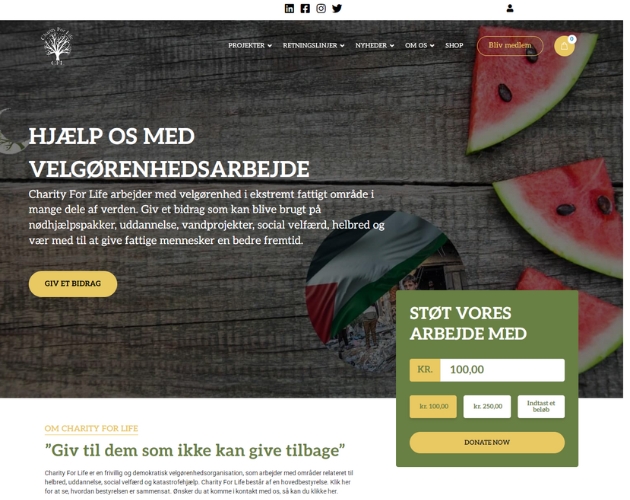 Charity For Life
CFL
PROJEKTER RETNINGSLINJER NYHEDER OM OS SHOP Bliv medlem 0
HJÆLP OS MED
VELGØRENHEDSARBEJDE
Charity For Life arbejder med velgørenhed i ekstremt fattigt område i
mange dele af verden. Giv et bidrag som kan blive brugt på
nødhjælpspakker, uddannelse, vandprojekter, social velfærd, helbred og
vær med til at give fattige mennesker en bedre fremtid.
GIV ET BIDRAG
STØT VORES
ARBEJDE MED
KR. 100,00
kr. 100,00 kr. 250,00 Indtast et
beløb
DONATE NOW
OM CHARITY FOR LIFE
”Giv til dem som ikke kan give tilbage”
Charity For Life er en frivillig og demokratisk velgørenhedsorganisation, som arbejder med områder relateret til
helbred, uddannelse, social velfærd og katastrofehjælp. Charity For Life består af en hovedbestyrelse. Klik her
for at se, hvordan bestyrelsen er sammensat. Ønsker du at komme i kontakt med os, så kan du klikke her.